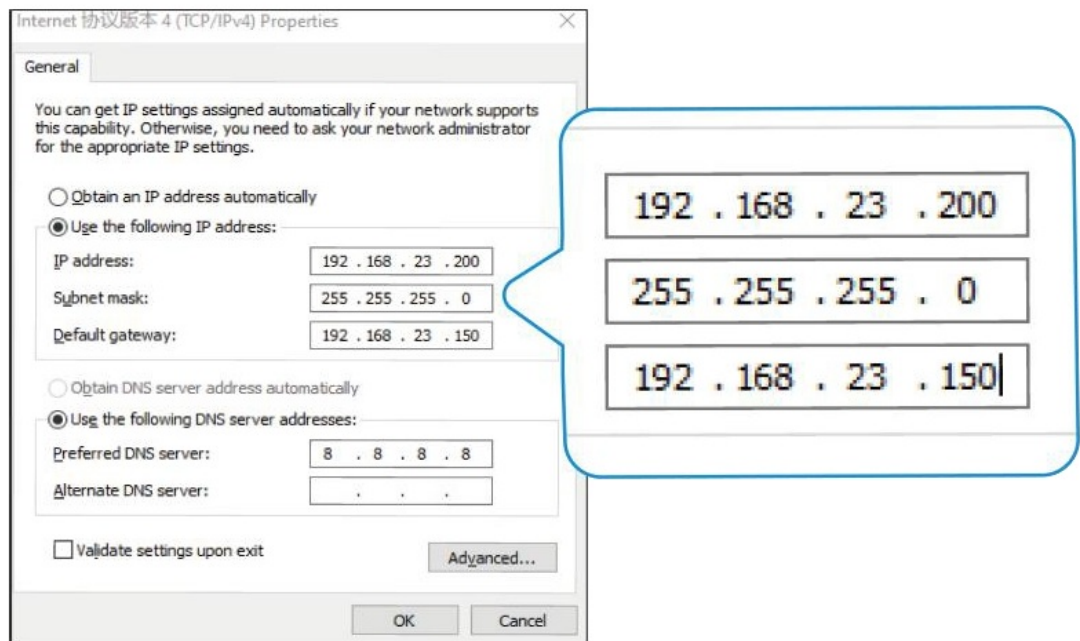 Internet 协议版本 4 (TCP/IPv4) Properties
General
You can get IP settings assigned automatically if your network supports
this capability. Otherwise, you need to ask your network administrator
for the appropriate IP settings.
Obtain an IP address automatically
Use the following IP address:
IP address: 192 . 168 . 23 . 200
Subnet mask: 255 . 255 . 255 . 0
Default gateway: 192 . 168 . 23 . 150
Obtain DNS server address automatically
Use the following DNS server addresses:
Preferred DNS server: 8 . 8 . 8 . 8
Alternate DNS server: . . .
Validate settings upon exit
Advanced...
OK Cancel
192 . 168 . 23 . 200
255 . 255 . 255 . 0
192 . 168 . 23 . 150